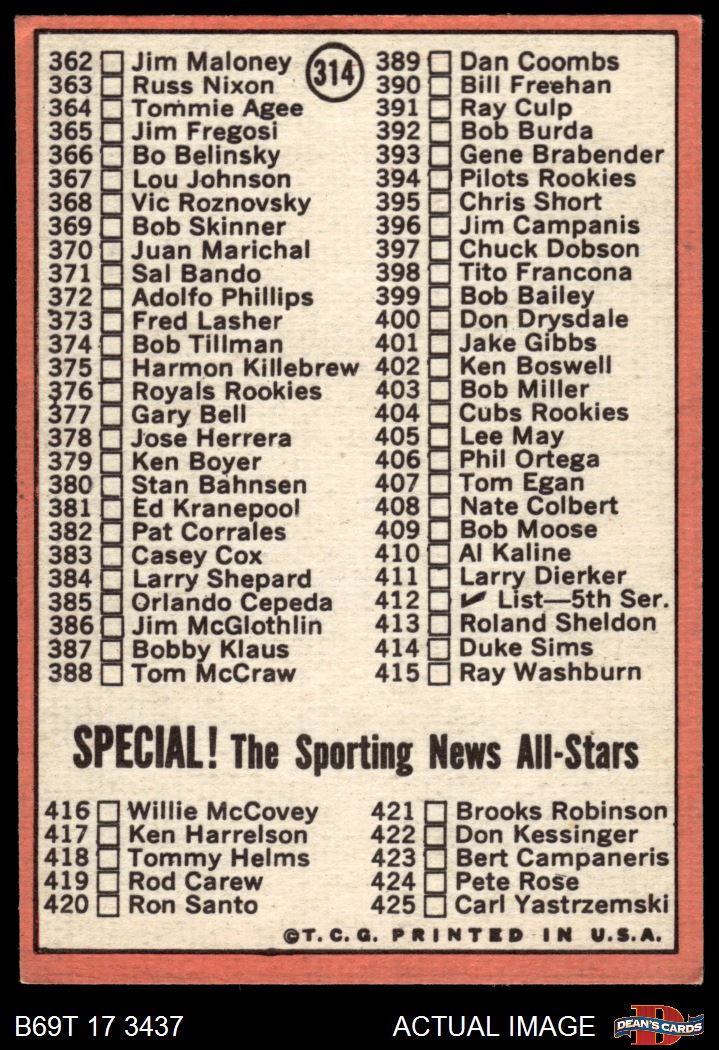 314
362 Jim Maloney
363 Russ Nixon
364 Tommie Agee
365 Jim Fregosi
366 Bo Belinsky
367 Lou Johnson
368 Vic Roznovsky
369 Bob Skinner
370 Juan Marichal
371 Sal Bando
372 Adolfo Phillips
373 Fred Lasher
374 Bob Tillman
375 Harmon Killebrew
376 Royals Rookies
377 Gary Bell
378 Jose Herrera
379 Ken Boyer
380 Stan Bahnsen
381 Ed Kranepool
382 Pat Corrales
383 Casey Cox
384 Larry Shepard
385 Orlando Cepeda
386 Jim McGlothlin
387 Bobby Klaus
388 Tom McCraw
389 Dan Coombs
390 Bill Freehan
391 Ray Culp
392 Bob Burda
393 Gene Brabender
394 Pilots Rookies
395 Chris Short
396 Jim Campanis
397 Chuck Dobson
398 Tito Francona
399 Bob Bailey
400 Don Drysdale
401 Jake Gibbs
402 Ken Boswell
403 Bob Miller
404 Cubs Rookies
405 Lee May
406 Phil Ortega
407 Tom Egan
408 Nate Colbert
409 Bob Moose
410 Al Kaline
411 Larry Dierker
412 ✔ List—5th Ser.
413 Roland Sheldon
414 Duke Sims
415 Ray Washburn
SPECIAL! The Sporting News All-Stars
416 Willie McCovey
417 Ken Harrelson
418 Tommy Helms
419 Rod Carew
420 Ron Santo
421 Brooks Robinson
422 Don Kessinger
423 Bert Campaneris
424 Pete Rose
425 Carl Yastrzemski
©T.C.G. PRINTED IN U.S.A.
B69T 17 3437
ACTUAL IMAGE
D
DEAN'S CARDS